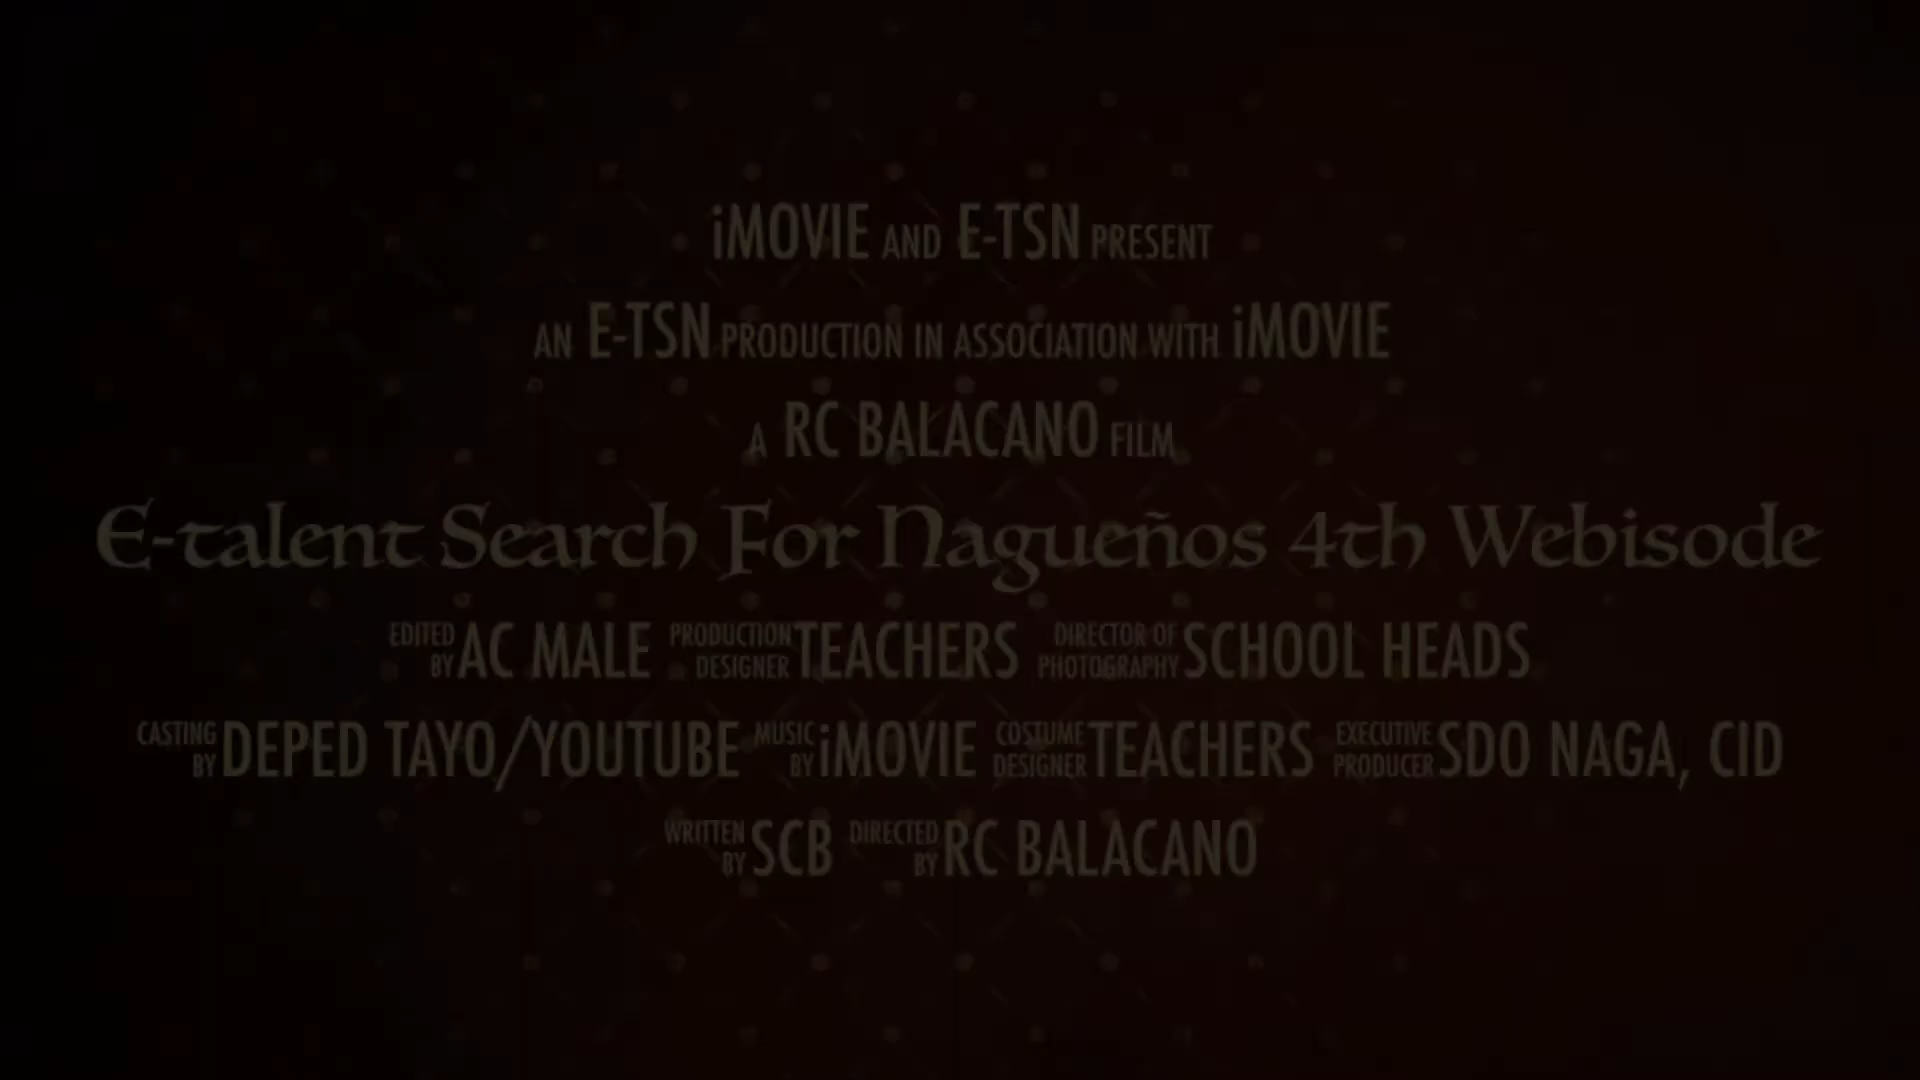 iMOVIE AND E-TSN PRESENT
AN E-TSN PRODUCTION IN ASSOCIATION WITH iMOVIE
A RC BALACANO FILM
E-talent Search For Nagueños 4th Webisode
EDITED BY AC MALE PRODUCTION DESIGNER TEACHERS DIRECTOR OF PHOTOGRAPHY SCHOOL HEADS
CASTING BY DEPED TAYO/YOUTUBE MUSIC BY iMOVIE COSTUME DESIGNER TEACHERS EXECUTIVE PRODUCER SDO NAGA, CID
WRITTEN BY SCB DIRECTED BY RC BALACANO